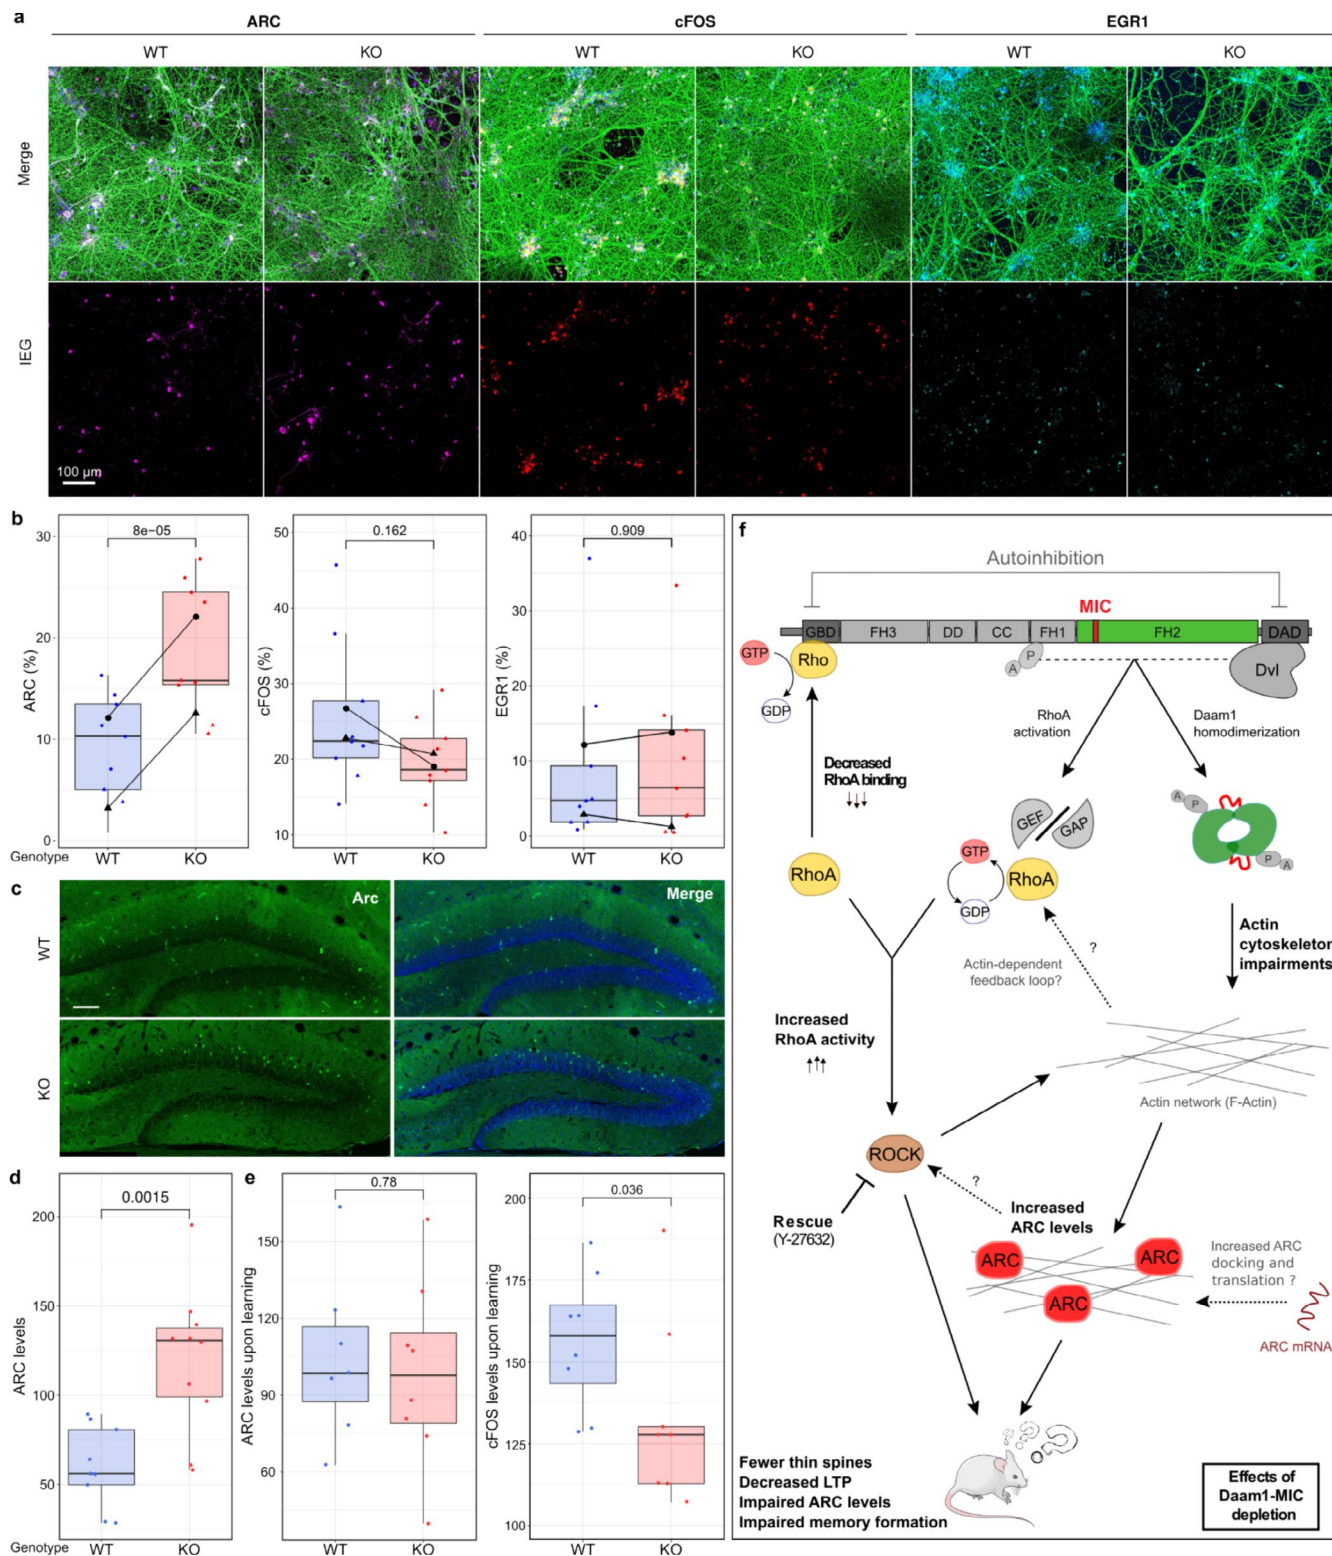 a
ARC
cFOS
EGR1
WT
KO
WT
KO
WT
KO
Merge
IEG
100 µm
b
8e−05
ARC (%)
30
20
10
0
Genotype
WT
KO
0.162
cFOS (%)
50
40
30
20
10
WT
KO
0.909
EGR1 (%)
40
30
20
10
0
WT
KO
c
Arc
Merge
WT
KO
d
0.0015
ARC levels
200
150
100
50
Genotype
WT
KO
e
0.78
ARC levels upon learning
150
120
90
60
WT
KO
0.036
cFOS levels upon learning
200
175
150
125
100
WT
KO
f
Autoinhibition
MIC
GBD
FH3
DD
CC
FH1
FH2
DAD
GTP
Rho
GDP
A
P
Dvl
RhoA
activation
Daam1
homodimerization
Decreased
RhoA binding
↓↓↓
GEF
GAP
A
P
P
A
RhoA
GTP
GDP
RhoA
?
Actin-dependent
feedback loop?
Actin
cytoskeleton
impairments
Increased
RhoA activity
↑↑↑
Actin network (F-Actin)
ROCK
?
Rescue
(Y-27632)
Increased
ARC levels
ARC
ARC
ARC
Increased ARC
docking and
translation ?
ARC mRNA
? ? ?
Fewer thin spines
Decreased LTP
Impaired ARC levels
Impaired memory formation
Effects of
Daam1-MIC
depletion